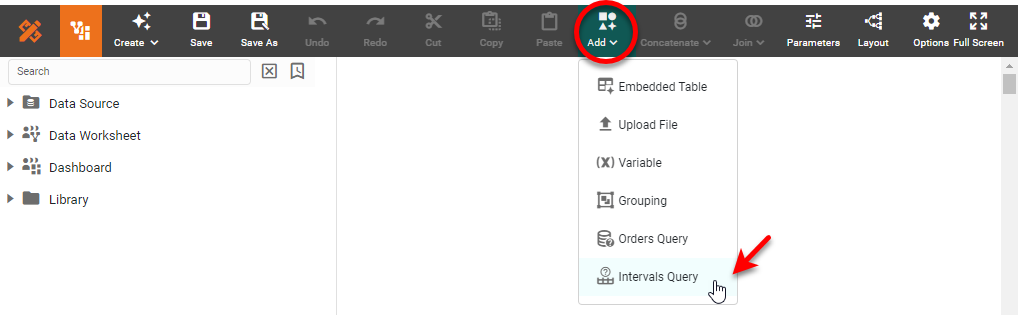 Create
Save
Save As
Undo
Redo
Cut
Copy
Paste
Add
Concatenate
Join
Parameters
Layout
Options
Full Screen
Search
Data Source
Data Worksheet
Dashboard
Library
Embedded Table
Upload File
(X) Variable
Grouping
Orders Query
Intervals Query